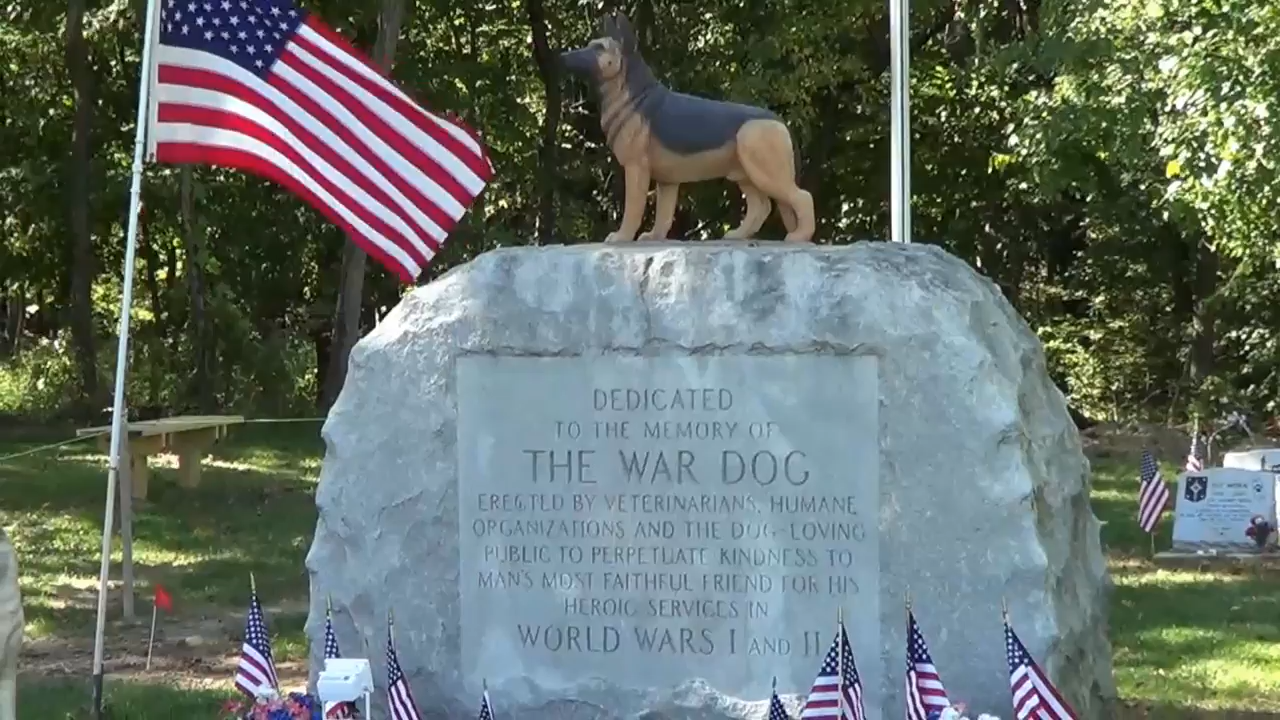 DEDICATED
TO THE MEMORY OF
THE WAR DOG
ERECTED BY VETERINARIANS, HUMANE
ORGANIZATIONS AND THE DOG-LOVING
PUBLIC TO PERPETUATE KINDNESS TO
MAN'S MOST FAITHFUL FRIEND FOR HIS
HEROIC SERVICES IN
WORLD WARS I AND II